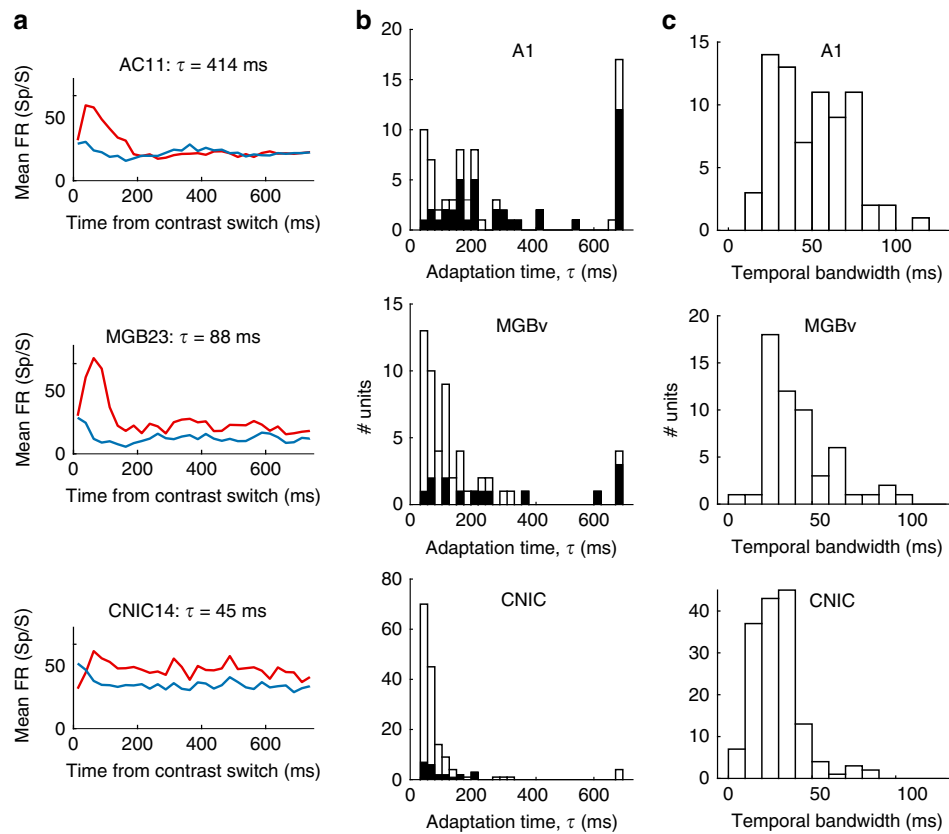 a
AC11: τ = 414 ms
Mean FR (Sp/S)
50
0
0 200 400 600
Time from contrast switch (ms)
MGB23: τ = 88 ms
Mean FR (Sp/S)
50
0
0 200 400 600
Time from contrast switch (ms)
CNIC14: τ = 45 ms
Mean FR (Sp/S)
50
0
0 200 400 600
Time from contrast switch (ms)
b
A1
20
15
10
5
0
0 200 400 600
Adaptation time, τ (ms)
MGBv
# units
15
10
5
0
0 200 400 600
Adaptation time, τ (ms)
CNIC
80
60
40
20
0
0 200 400 600
Adaptation time, τ (ms)
c
A1
15
10
5
0
0 50 100
Temporal bandwidth (ms)
MGBv
# units
20
15
10
5
0
0 50 100
Temporal bandwidth (ms)
CNIC
40
30
20
10
0
0 50 100
Temporal bandwidth (ms)